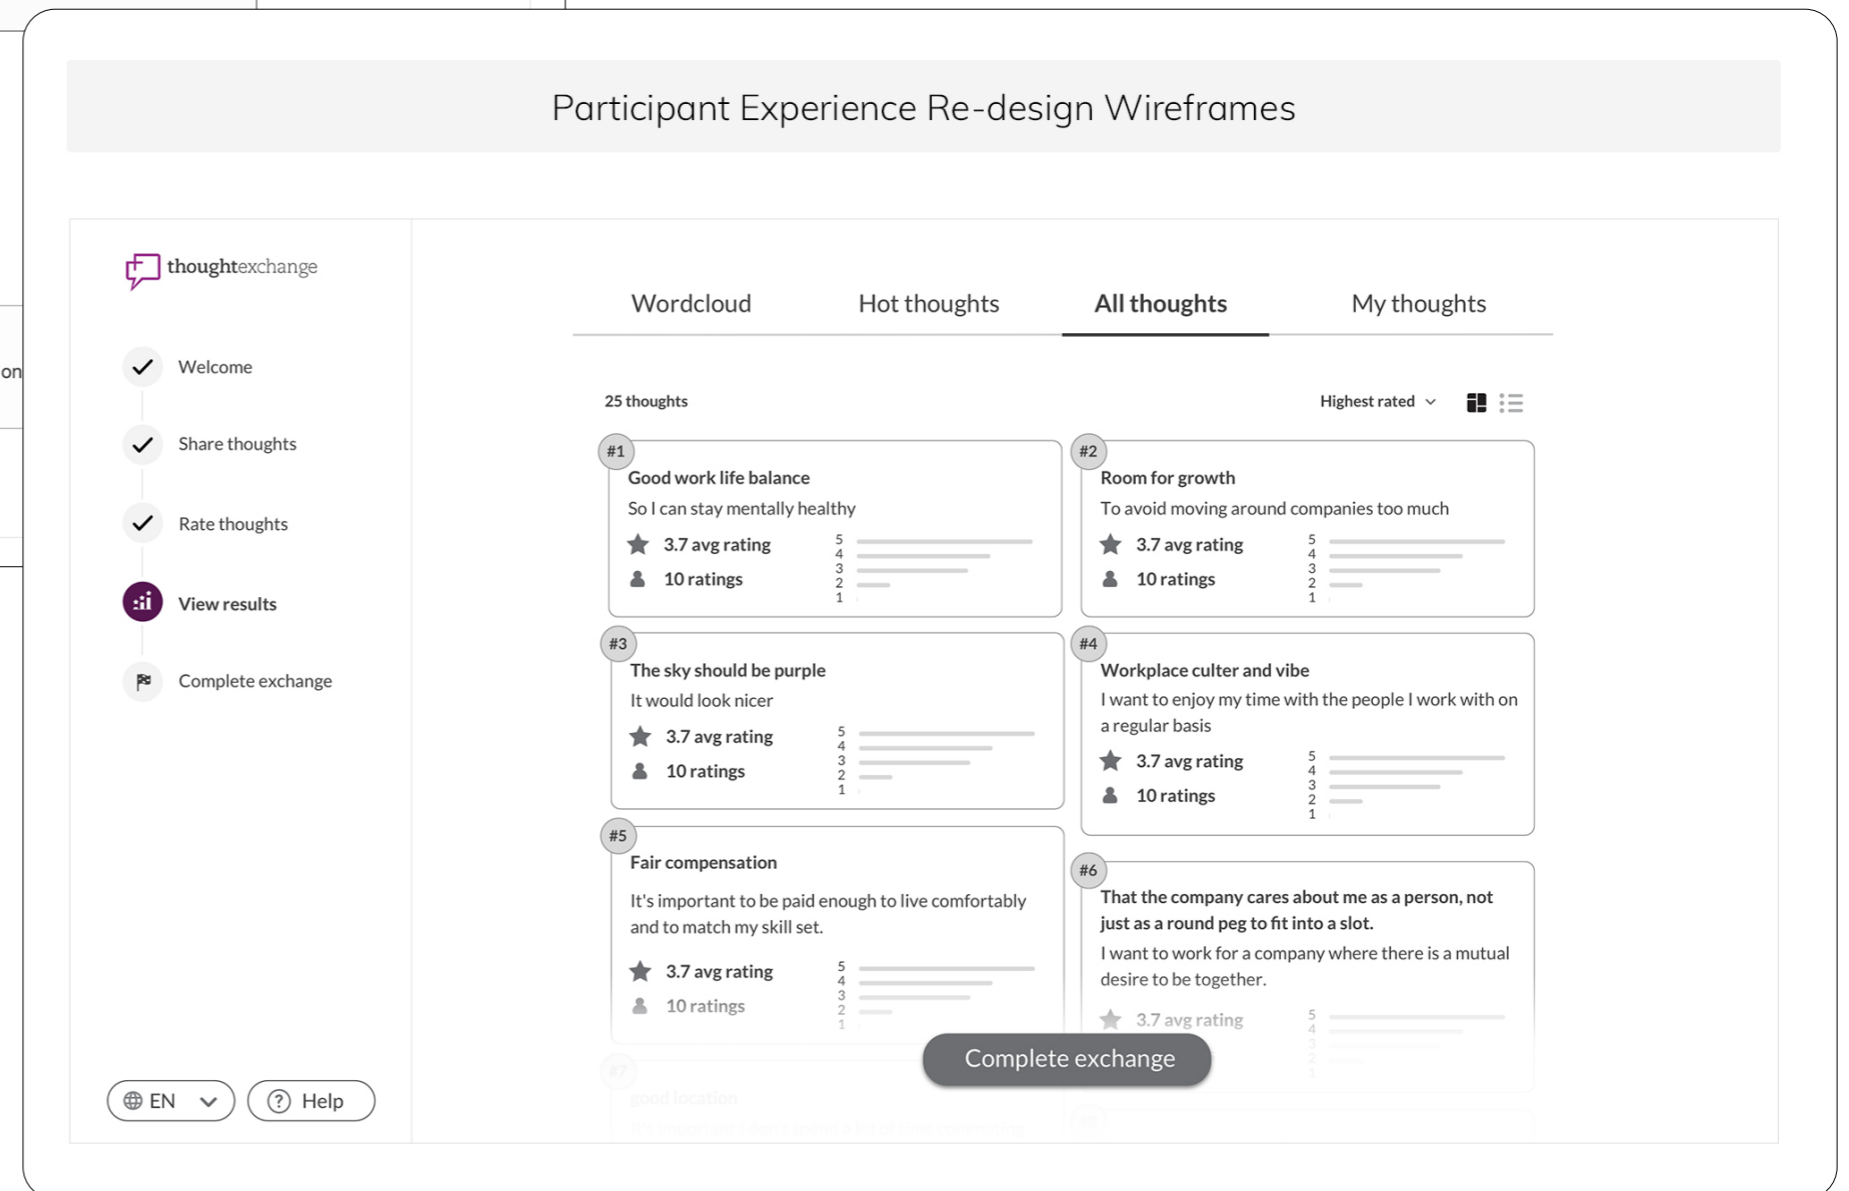 Participant Experience Re-design Wireframes
on
thoughtexchange
Welcome
Share thoughts
Rate thoughts
View results
Complete exchange
EN
Help
Wordcloud Hot thoughts All thoughts My thoughts
25 thoughts
Highest rated
#1
Good work life balance
So I can stay mentally healthy
3.7 avg rating
10 ratings
5
4
3
2
1
#2
Room for growth
To avoid moving around companies too much
3.7 avg rating
10 ratings
5
4
3
2
1
#3
The sky should be purple
It would look nicer
3.7 avg rating
10 ratings
5
4
3
2
1
#4
Workplace culter and vibe
I want to enjoy my time with the people I work with on
a regular basis
3.7 avg rating
10 ratings
5
4
3
2
1
#5
Fair compensation
It's important to be paid enough to live comfortably
and to match my skill set.
3.7 avg rating
10 ratings
5
4
3
2
1
#6
That the company cares about me as a person, not
just as a round peg to fit into a slot.
I want to work for a company where there is a mutual
desire to be together.
3.7 avg rating
5
4
3
2
1
#7
good location
Complete exchange